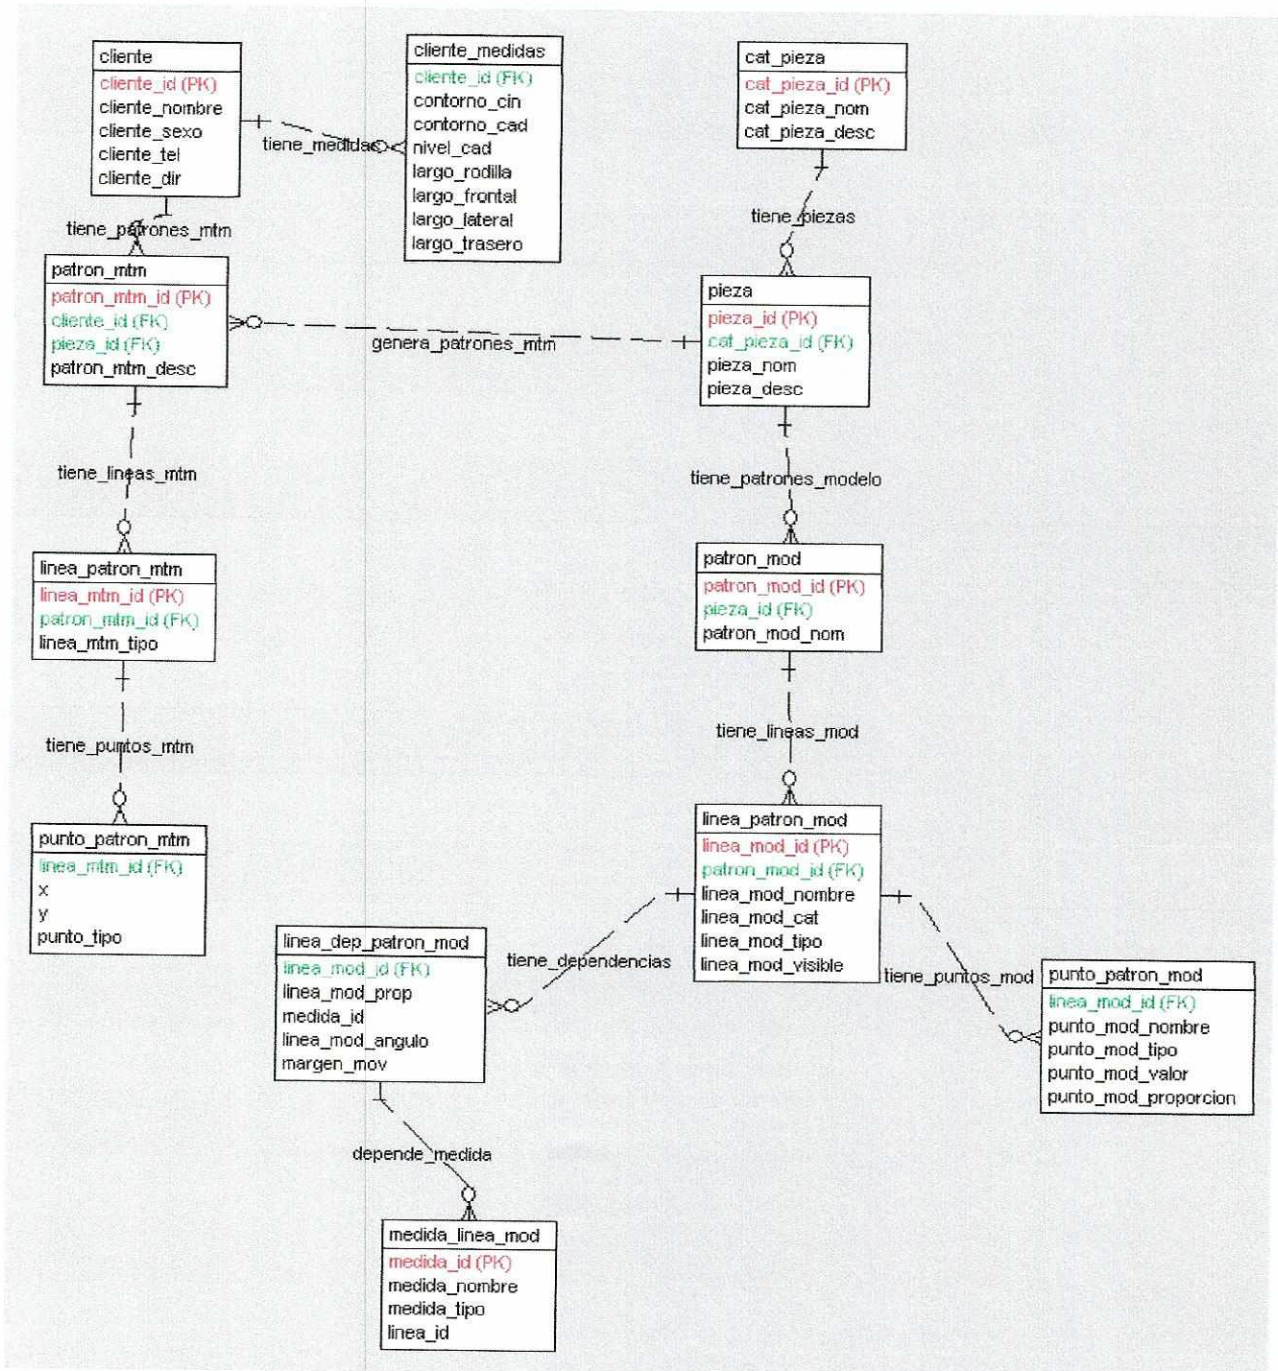 cliente
cliente_id (PK)
cliente_nombre
cliente_sexo
cliente_tel
cliente_dir
tiene_medidas
cliente_medidas
cliente_id (FK)
contorno_cin
contorno_cad
nivel_cad
largo_rodilla
largo_frontal
largo_lateral
largo_trasero
cat_pieza
cat_pieza_id (PK)
cat_pieza_nom
cat_pieza_desc
tiene_piezas
tiene_patrones_mtm
patron_mtm
patron_mtm_id (PK)
cliente_id (FK)
pieza_id (FK)
patron_mtm_desc
genera_patrones_mtm
pieza
pieza_id (PK)
cat_pieza_id (FK)
pieza_nom
pieza_desc
tiene_lineas_mtm
tiene_patrones_modelo
linea_patron_mtm
linea_mtm_id (PK)
patron_mtm_id (FK)
linea_mtm_tipo
patron_mod
patron_mod_id (PK)
pieza_id (FK)
patron_mod_nom
tiene_puntos_mtm
tiene_lineas_mod
punto_patron_mtm
linea_mtm_id (FK)
x
y
punto_tipo
linea_patron_mod
linea_mod_id (PK)
patron_mod_id (FK)
linea_mod_nombre
linea_mod_cat
linea_mod_tipo
linea_mod_visible
tiene_dependencias
tiene_puntos_mod
linea_dep_patron_mod
linea_mod_id (FK)
linea_mod_prop
medida_id
linea_mod_angulo
margen_mov
punto_patron_mod
linea_mod_id (FK)
punto_mod_nombre
punto_mod_tipo
punto_mod_valor
punto_mod_proporcion
depende_medida
medida_linea_mod
medida_id (PK)
medida_nombre
medida_tipo
linea_id